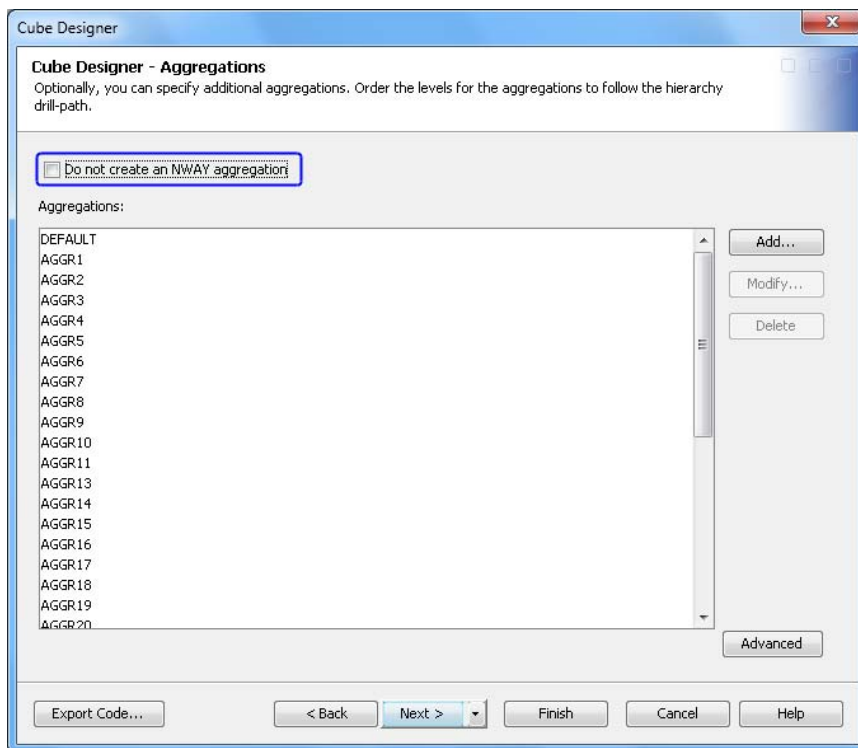 Cube Designer
Cube Designer - Aggregations
Optionally, you can specify additional aggregations. Order the levels for the aggregations to follow the hierarchy
drill-path.
Do not create an NWAY aggregation
Aggregations:
DEFAULT
AGGR1
AGGR2
AGGR3
AGGR4
AGGR5
AGGR6
AGGR7
AGGR8
AGGR9
AGGR10
AGGR11
AGGR13
AGGR14
AGGR15
AGGR16
AGGR17
AGGR18
AGGR19
AGGR20
Add...
Modify...
Delete
Advanced
Export Code...
< Back
Next >
Finish
Cancel
Help